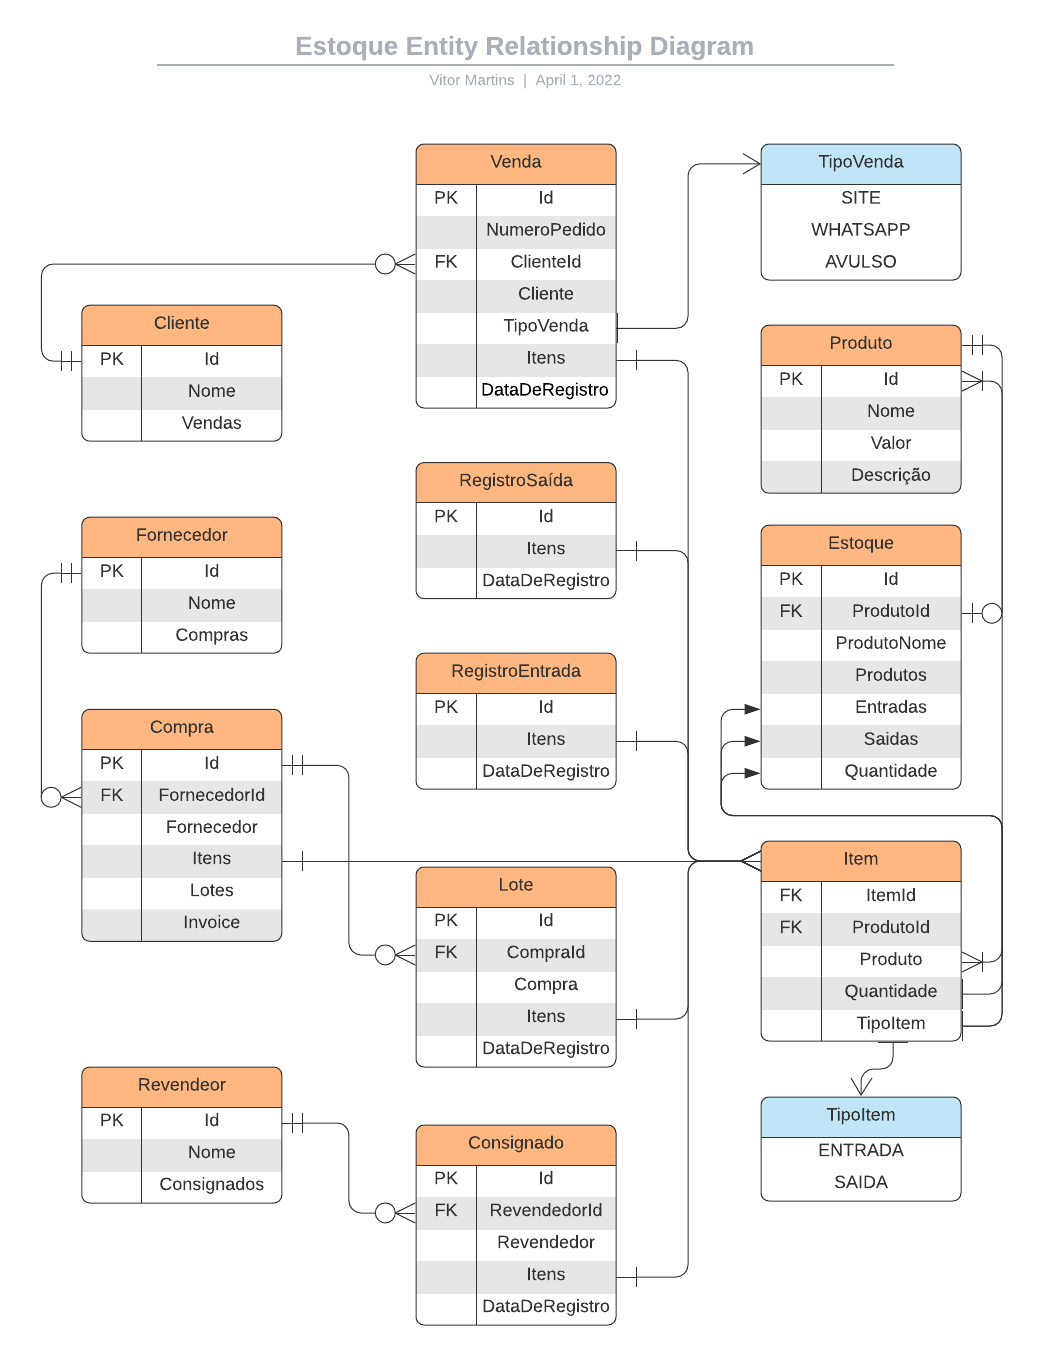 Estoque Entity Relationship Diagram
Vitor Martins | April 1, 2022
Venda
PK Id
NumeroPedido
FK ClienteId
Cliente
TipoVenda
Itens
DataDeRegistro
TipoVenda
SITE
WHATSAPP
AVULSO
Cliente
PK Id
Nome
Vendas
Produto
PK Id
Nome
Valor
Descrição
RegistroSaída
PK Id
Itens
DataDeRegistro
Fornecedor
PK Id
Nome
Compras
Estoque
PK Id
FK ProdutoId
ProdutoNome
Produtos
Entradas
Saidas
Quantidade
RegistroEntrada
PK Id
Itens
DataDeRegistro
Compra
PK Id
FK FornecedorId
Fornecedor
Itens
Lotes
Invoice
Item
FK ItemId
FK ProdutoId
Produto
Quantidade
TipoItem
Lote
PK Id
FK CompraId
Compra
Itens
DataDeRegistro
Revendeor
PK Id
Nome
Consignados
TipoItem
ENTRADA
SAIDA
Consignado
PK Id
FK RevendedorId
Revendedor
Itens
DataDeRegistro